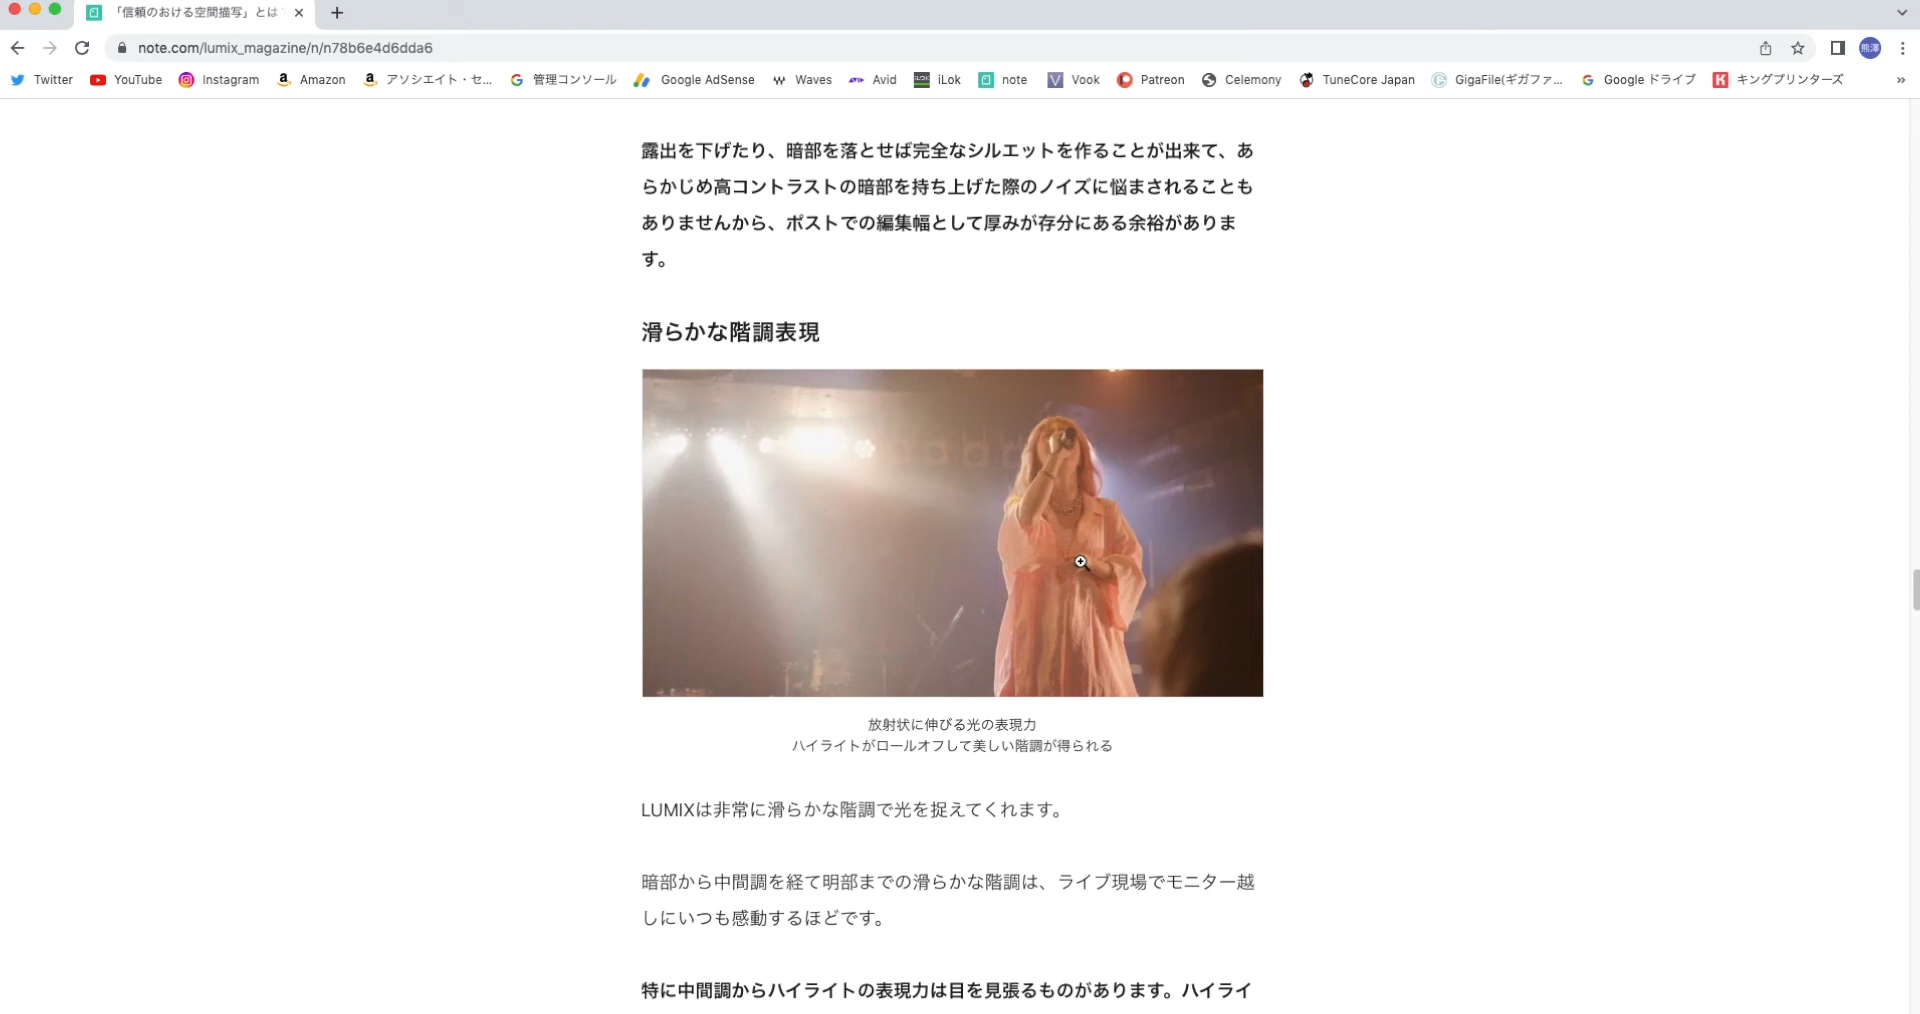 「信頼のおける空間描写」とは
note.com/lumix_magazine/n/n78b6e4d6dda6
熊澤
Twitter YouTube Instagram Amazon アソシエイト・セ... 管理コンソール Google AdSense Waves Avid iLok note Vook Patreon Celemony TuneCore Japan GigaFile(ギガファ... Google ドライブ キングプリンターズ »
露出を下げたり、暗部を落とせば完全なシルエットを作ることが出来て、あ
らかじめ高コントラストの暗部を持ち上げた際のノイズに悩まされることも
ありませんから、ポストでの編集幅として厚みが存分にある余裕がありま
す。
滑らかな階調表現
放射状に伸びる光の表現力
ハイライトがロールオフして美しい階調が得られる
LUMIXは非常に滑らかな階調で光を捉えてくれます。
暗部から中間調を経て明部までの滑らかな階調は、ライブ現場でモニター越
しにいつも感動するほどです。
特に中間調からハイライトの表現力は目を見張るものがあります。ハイライ